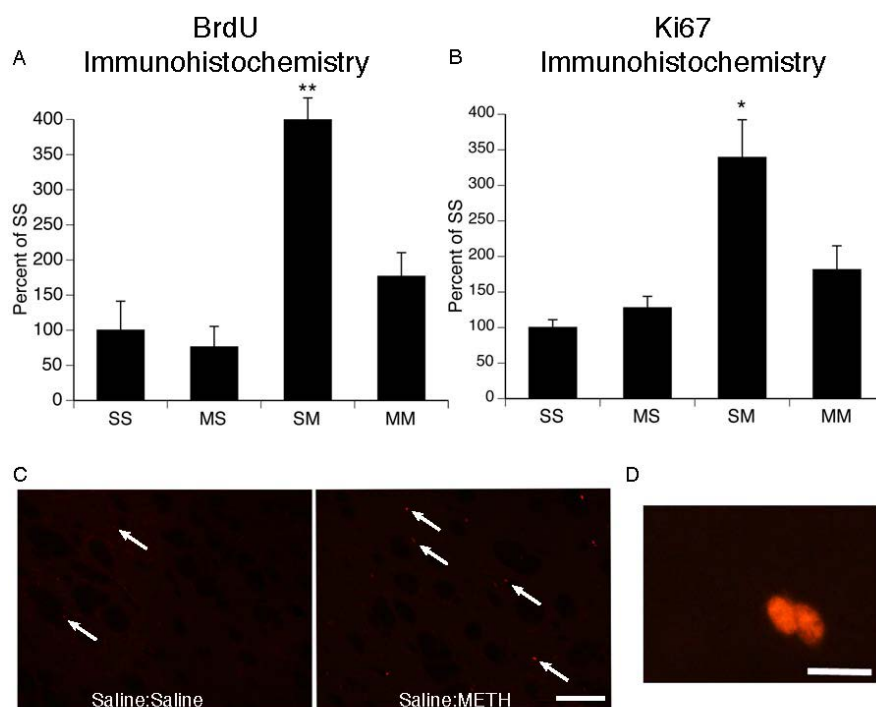 BrdU
Immunohistochemistry
A
**
Percent of SS
400
350
300
250
200
150
100
50
0
SS MS SM MM
Ki67
Immunohistochemistry
B
*
Percent of SS
400
350
300
250
200
150
100
50
0
SS MS SM MM
C
Saline:Saline
Saline:METH
D